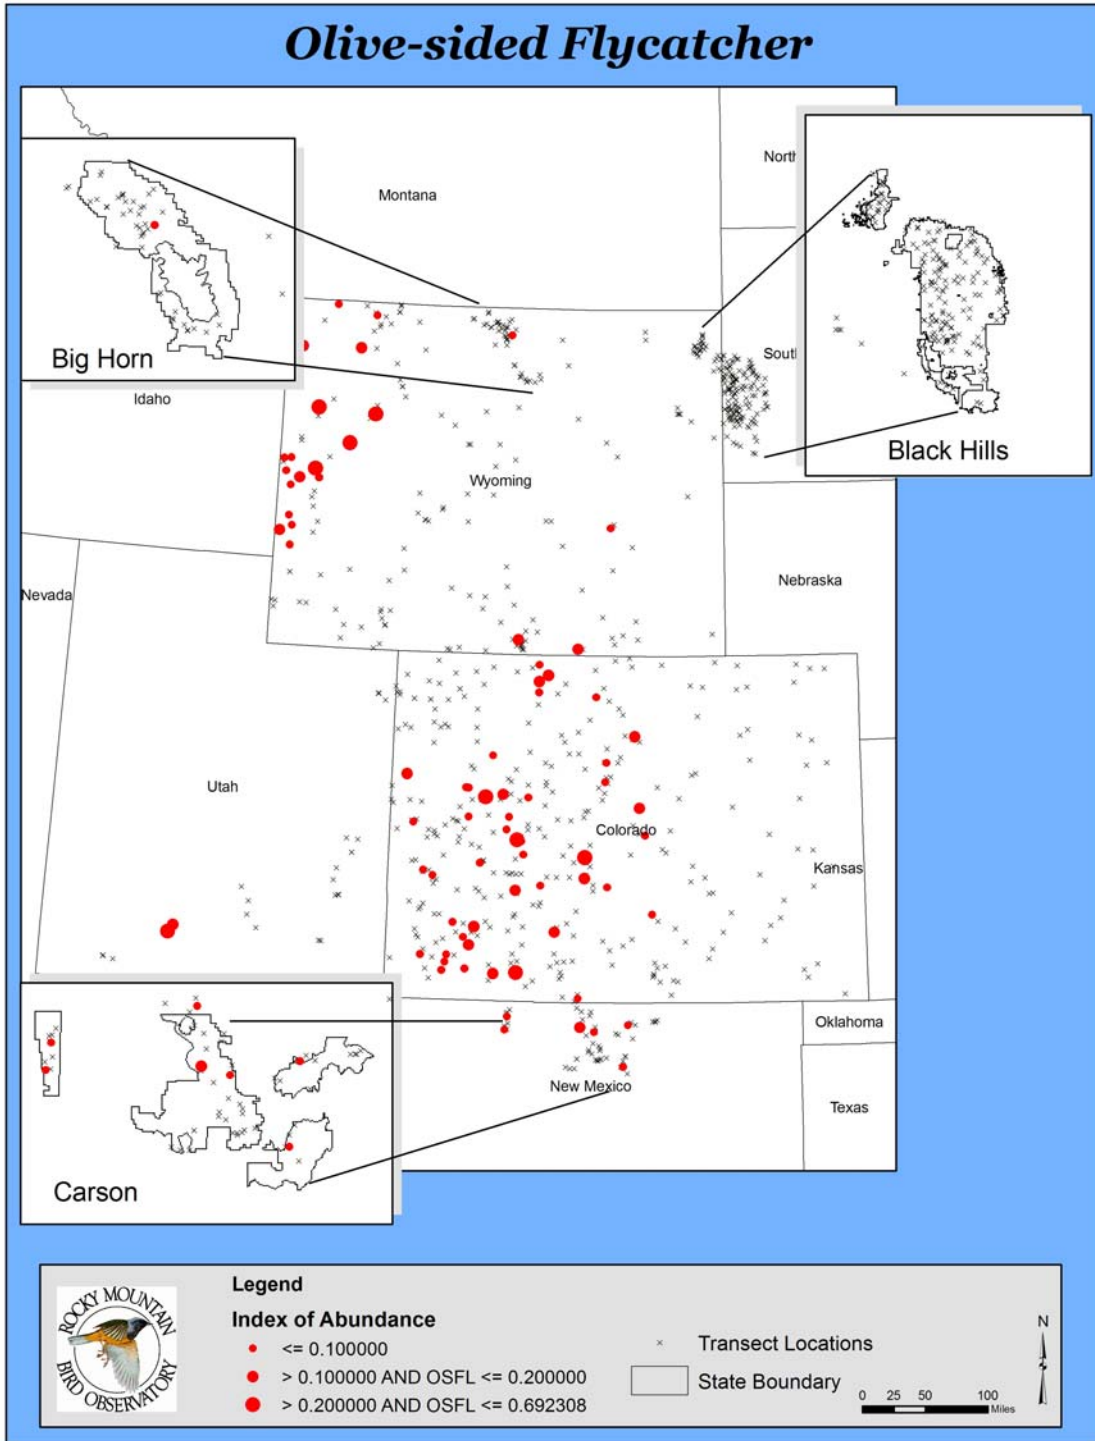 Olive-sided Flycatcher
Montana
North
Big Horn
Idaho
South
Black Hills
Wyoming
Nebraska
Nevada
Utah
Colorado
Kansas
Oklahoma
New Mexico
Texas
Carson
ROCKY MOUNTAIN
BIRD OBSERVATORY
Legend
Index of Abundance
<= 0.100000
> 0.100000 AND OSFL <= 0.200000
> 0.200000 AND OSFL <= 0.692308
Transect Locations
State Boundary
N
0 25 50 100
Miles